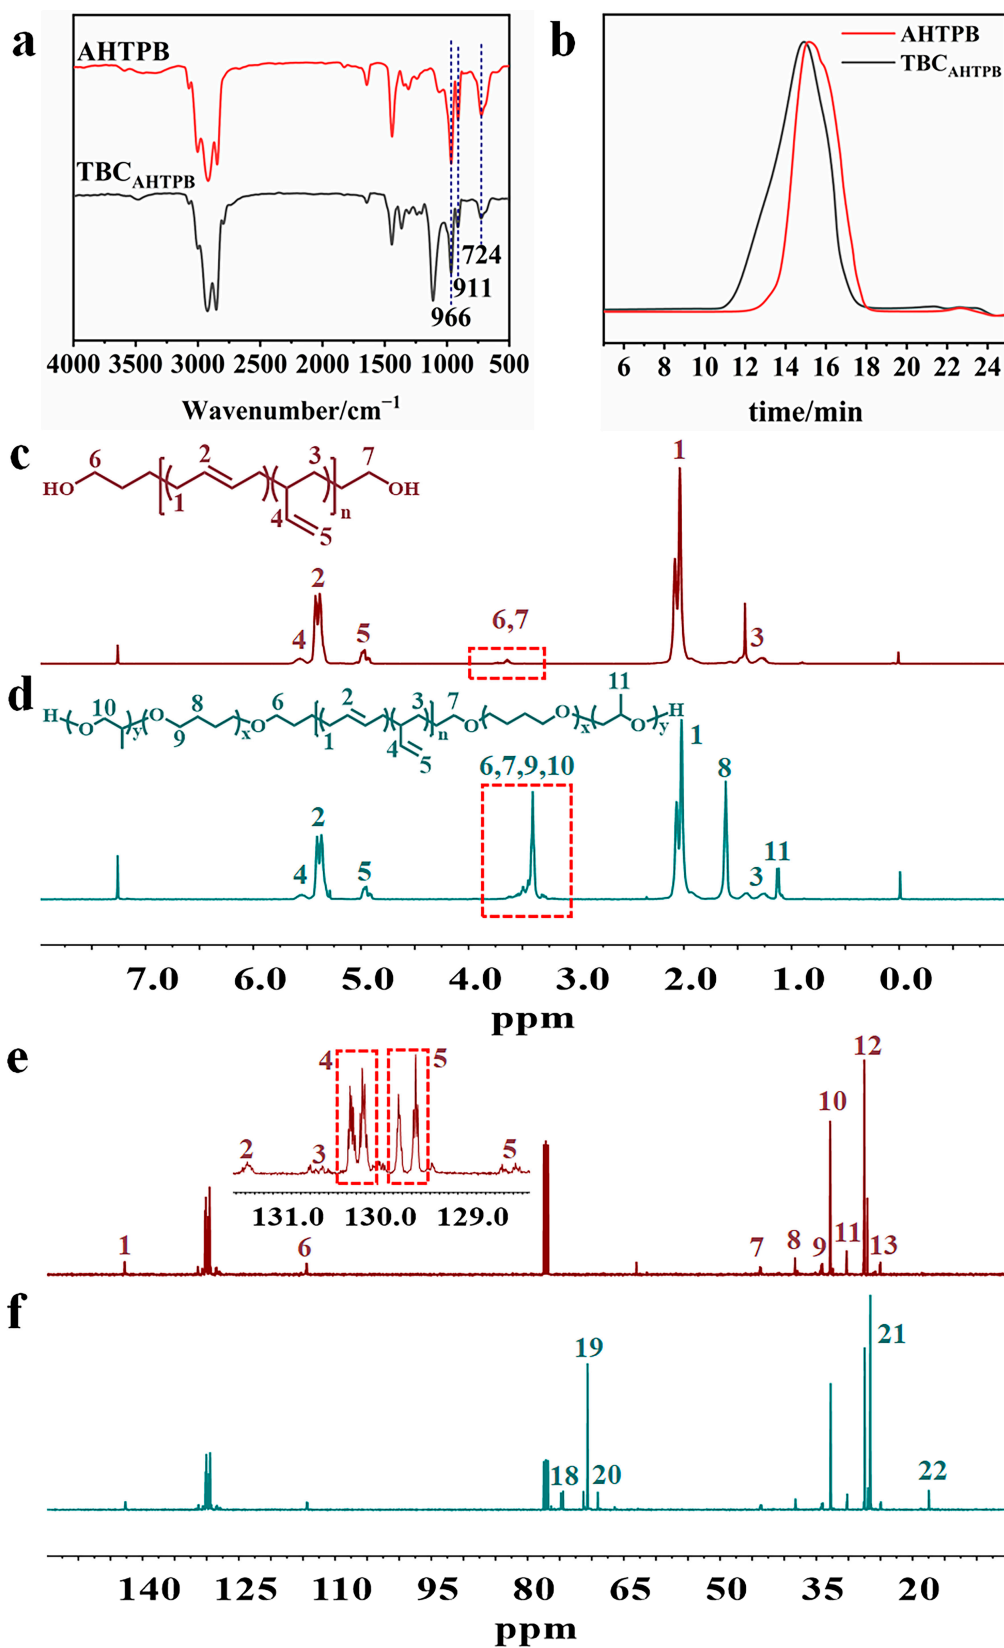 a
AHTPB
TBCAHTPB
724
911
966
4000 3500 3000 2500 2000 1500 1000 500
Wavenumber/cm−1
b
AHTPB
TBCAHTPB
6 8 10 12 14 16 18 20 22 24
time/min
c
6 2 3 7
HO OH
1 4 5 n
1
2
4 5 6,7 3
d
H 10 8 6 2 3 7 11 H
O O O O O O
y 9 x 1 4 5 n x y
6,7,9,10 1 8
2
4 5 3 11
7.0 6.0 5.0 4.0 3.0 2.0 1.0 0.0
ppm
e
4 5 12
10
2 3 5
131.0 130.0 129.0
1 6 7 8 9 11 13
f
19 21
18 20 22
140 125 110 95 80 65 50 35 20
ppm